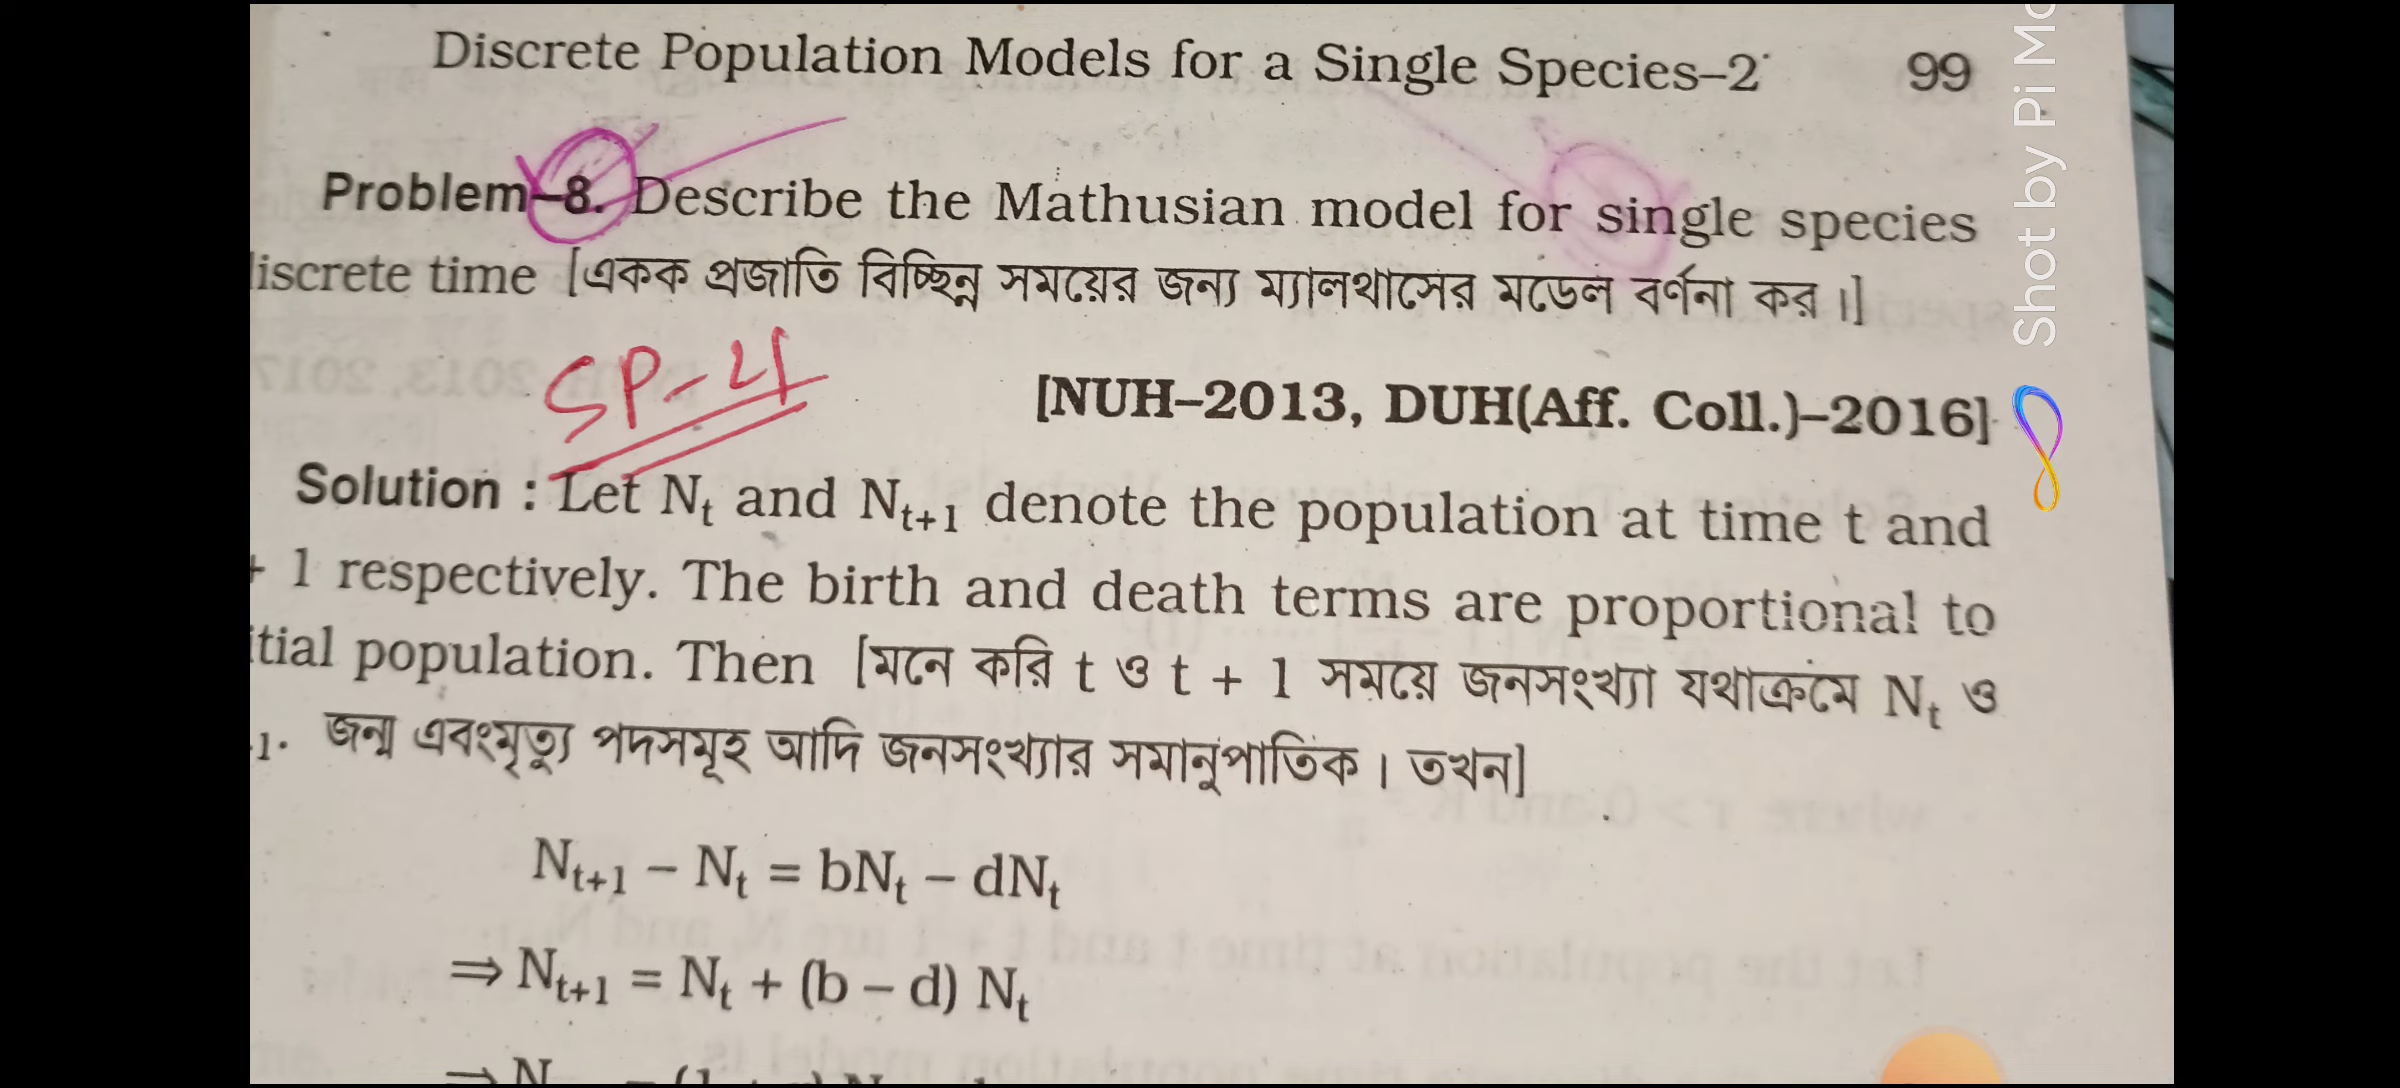 Discrete Population Models for a Single Species–2 99
Problem–8. Describe the Mathusian model for single species
discrete time [একক প্রজাতি বিচ্ছিন্ন সময়ের জন্য ম্যালথাসের মডেল বর্ণনা কর।]
SP-4
[NUH–2013, DUH(Aff. Coll.)–2016]
Solution : Let Nₜ and Nₜ₊₁ denote the population at time t and
+ 1 respectively. The birth and death terms are proportional to
itial population. Then [মনে করি t ও t + 1 সময়ে জনসংখ্যা যথাক্রমে Nₜ ও
₁. জন্ম এবংমৃত্যু পদসমূহ আদি জনসংখ্যার সমানুপাতিক। তখন]
Nₜ₊₁ – Nₜ = bNₜ – dNₜ
⇒ Nₜ₊₁ = Nₜ + (b – d) Nₜ
Shot by Pi